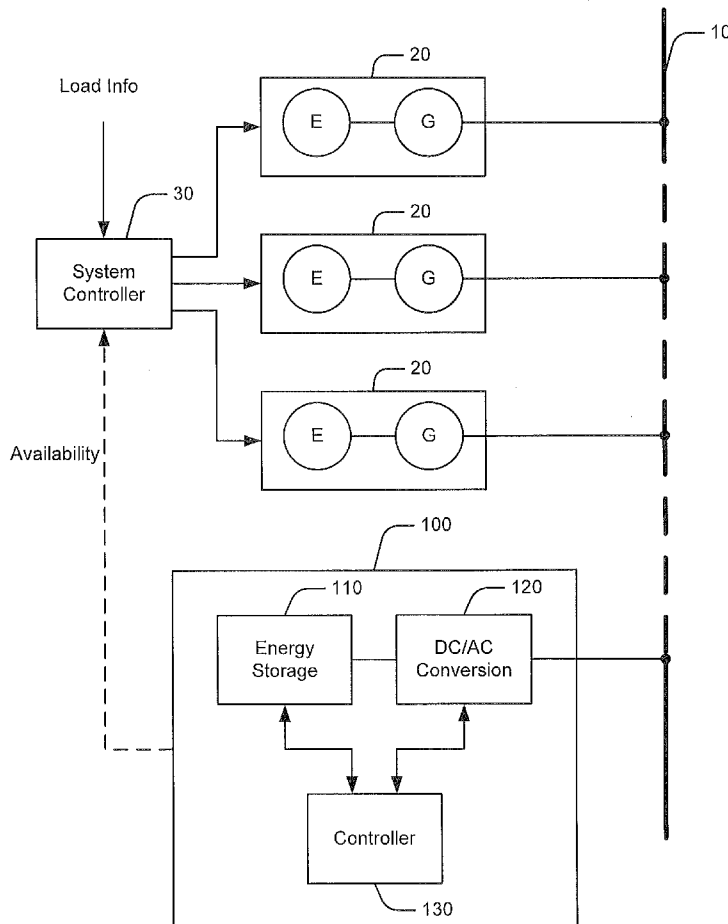 20
10
Load Info
E
G
30
20
System
Controller
E
G
20
E
G
Availability
100
110
120
Energy
Storage
DC/AC
Conversion
Controller
130